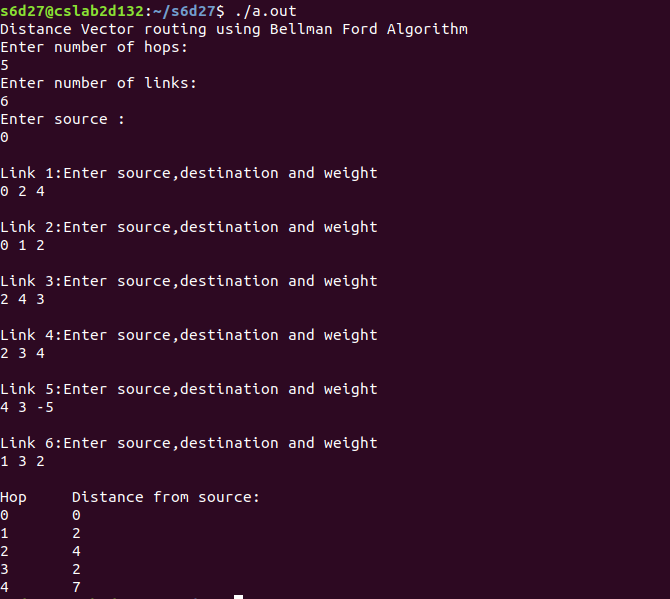 s6d27@cslab2d132:~/s6d27$ ./a.out
Distance Vector routing using Bellman Ford Algorithm
Enter number of hops:
5
Enter number of links:
6
Enter source :
0
Link 1:Enter source,destination and weight
0 2 4
Link 2:Enter source,destination and weight
0 1 2
Link 3:Enter source,destination and weight
2 4 3
Link 4:Enter source,destination and weight
2 3 4
Link 5:Enter source,destination and weight
4 3 -5
Link 6:Enter source,destination and weight
1 3 2
Hop Distance from source:
0 0
1 2
2 4
3 2
4 7